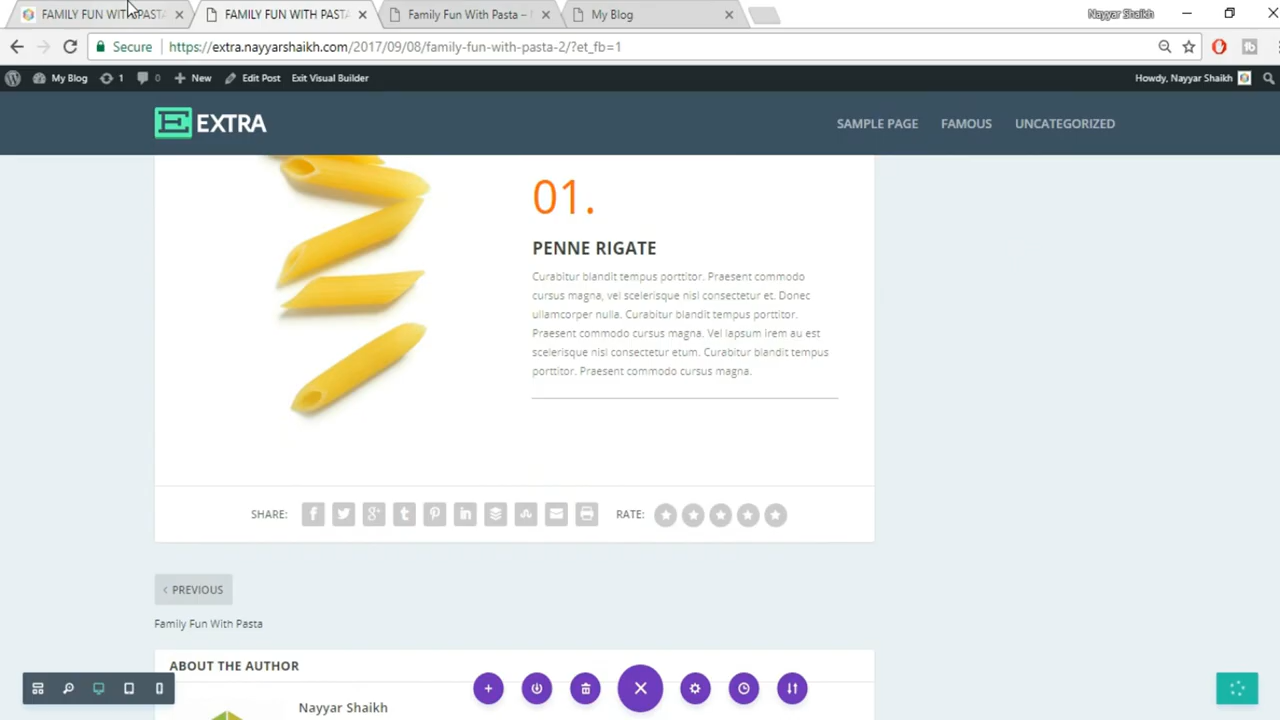 FAMILY FUN WITH PASTA
FAMILY FUN WITH PASTA
Family Fun With Pasta –
My Blog
Nayyar Shaikh
Secure
https://extra.nayyarshaikh.com/2017/09/08/family-fun-with-pasta-2/?et_fb=1
My Blog
1
0
New
Edit Post
Exit Visual Builder
Howdy, Nayyar Shaikh
EXTRA
SAMPLE PAGE
FAMOUS
UNCATEGORIZED
01.
PENNE RIGATE
Curabitur blandit tempus porttitor. Praesent commodo
cursus magna, vel scelerisque nisl consectetur et. Donec
ullamcorper nulla. Curabitur blandit tempus porttitor.
Praesent commodo cursus magna. Vel lapsum irem au est
scelerisque nisl consectetur etum. Curabitur blandit tempus
porttitor. Praesent commodo cursus magna.
SHARE:
RATE:
‹ PREVIOUS
Family Fun With Pasta
ABOUT THE AUTHOR
Nayyar Shaikh